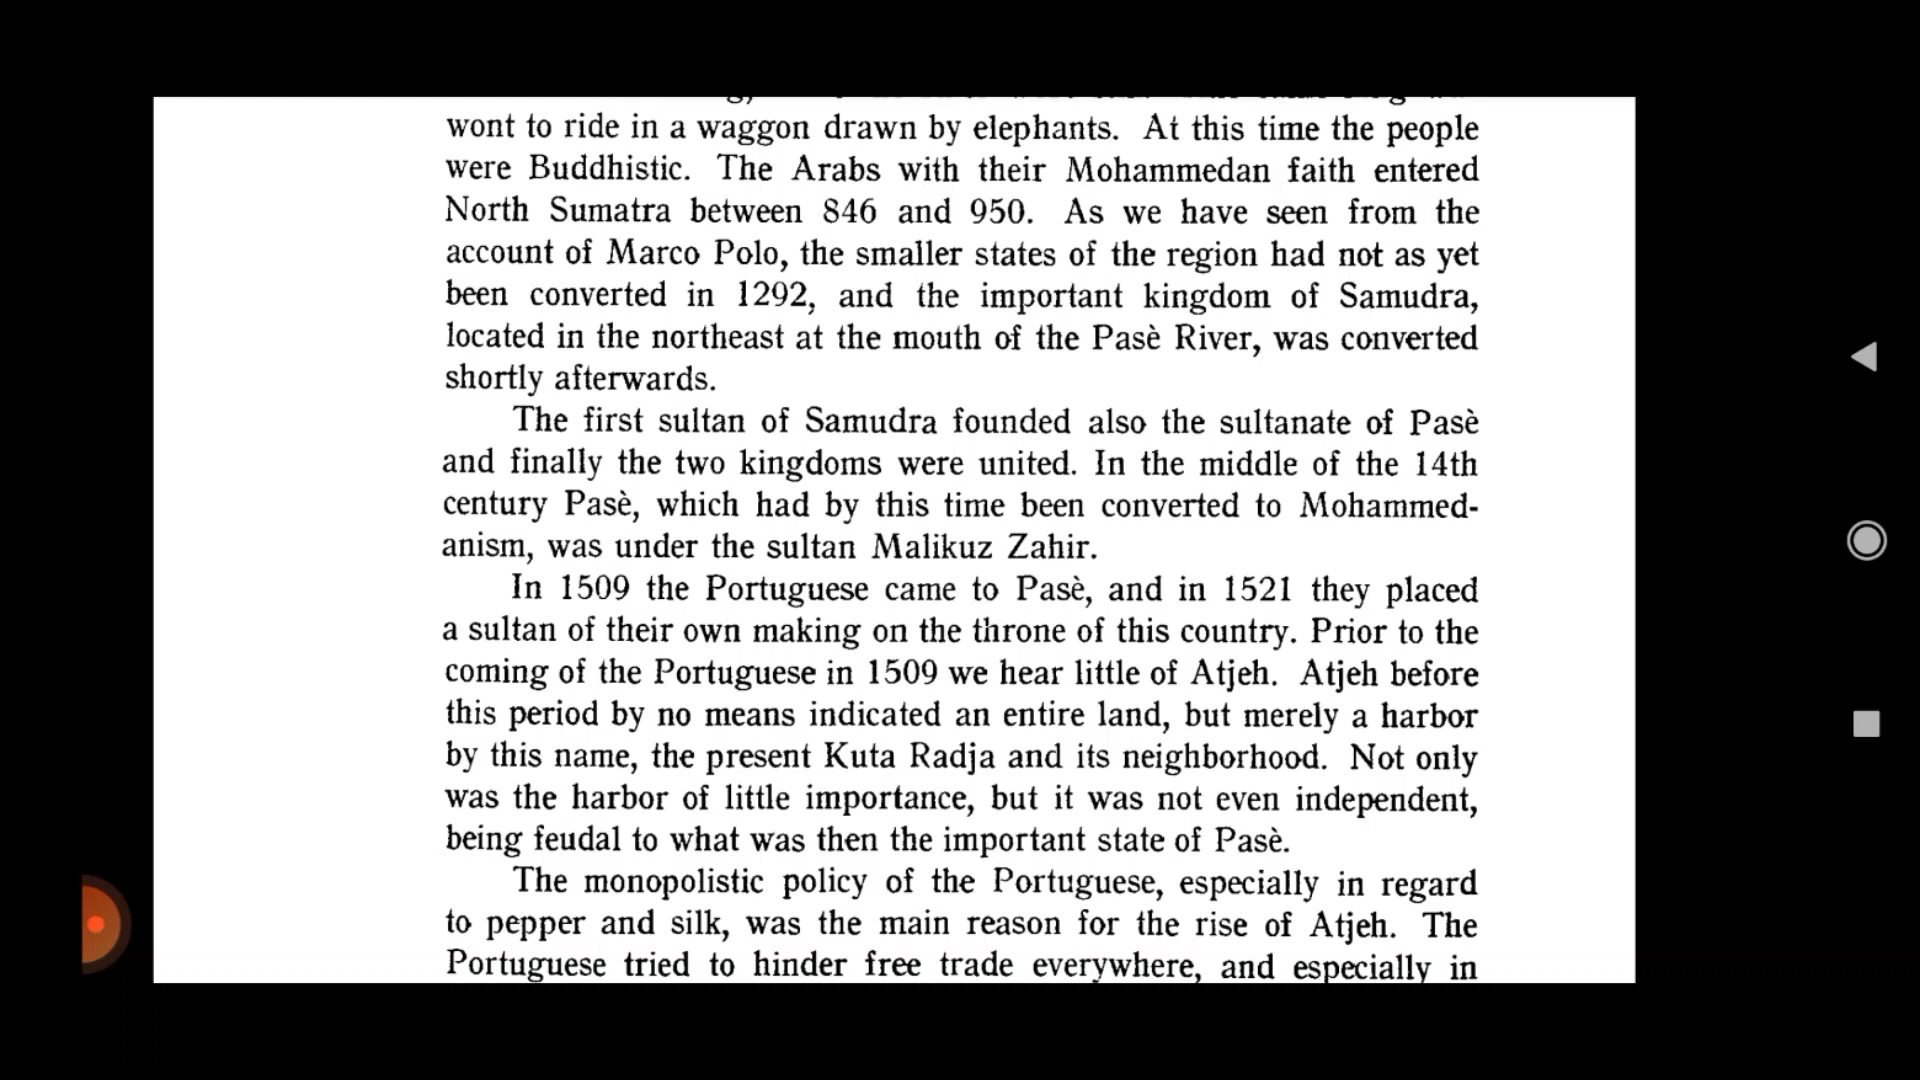 wont to ride in a waggon drawn by elephants. At this time the people
were Buddhistic. The Arabs with their Mohammedan faith entered
North Sumatra between 846 and 950. As we have seen from the
account of Marco Polo, the smaller states of the region had not as yet
been converted in 1292, and the important kingdom of Samudra,
located in the northeast at the mouth of the Pasè River, was converted
shortly afterwards.
The first sultan of Samudra founded also the sultanate of Pasè
and finally the two kingdoms were united. In the middle of the 14th
century Pasè, which had by this time been converted to Mohammed-
anism, was under the sultan Malikuz Zahir.
In 1509 the Portuguese came to Pasè, and in 1521 they placed
a sultan of their own making on the throne of this country. Prior to the
coming of the Portuguese in 1509 we hear little of Atjeh. Atjeh before
this period by no means indicated an entire land, but merely a harbor
by this name, the present Kuta Radja and its neighborhood. Not only
was the harbor of little importance, but it was not even independent,
being feudal to what was then the important state of Pasè.
The monopolistic policy of the Portuguese, especially in regard
to pepper and silk, was the main reason for the rise of Atjeh. The
Portuguese tried to hinder free trade everywhere, and especially in